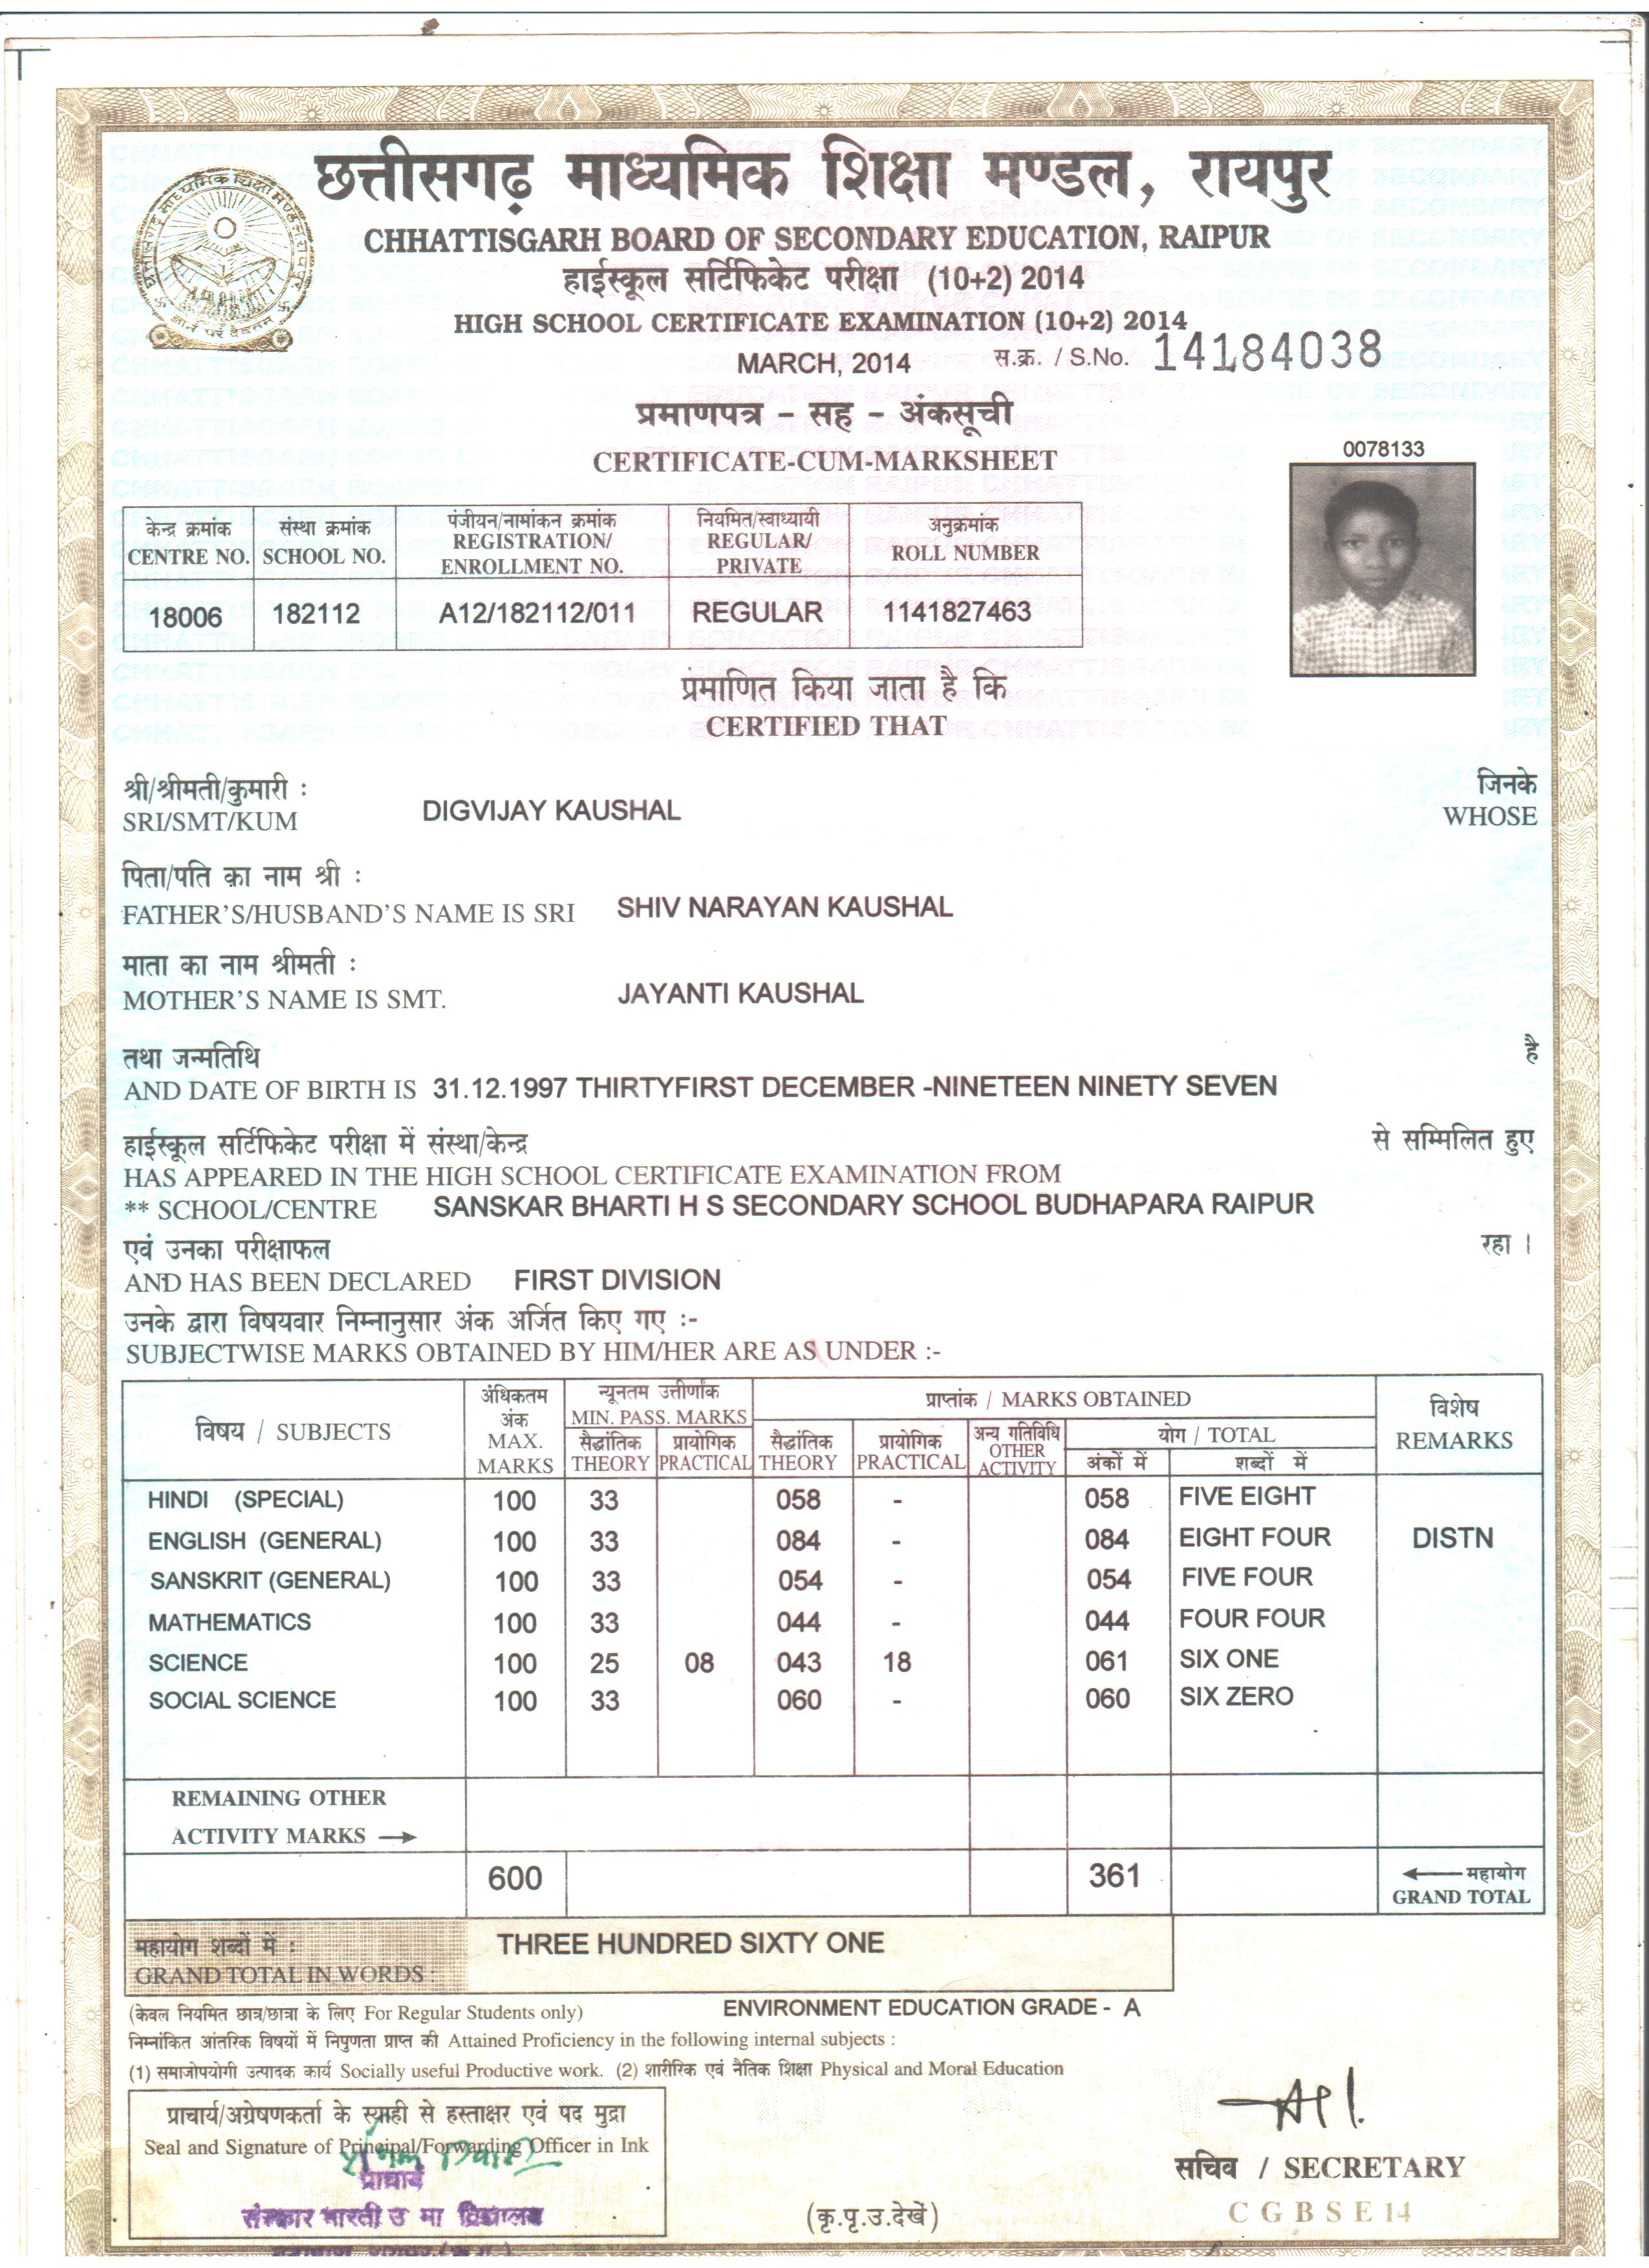 छत्तीसगढ़ माध्यमिक शिक्षा मण्डल, रायपुर
CHHATTISGARH BOARD OF SECONDARY EDUCATION, RAIPUR
हाईस्कूल सर्टिफिकेट परीक्षा (10+2) 2014
HIGH SCHOOL CERTIFICATE EXAMINATION (10+2) 2014
MARCH, 2014 स.क्र. / S.No. 14184038
प्रमाणपत्र - सह - अंकसूची
CERTIFICATE-CUM-MARKSHEET
0078133
केन्द्र क्रमांक संस्था क्रमांक पंजीयन/नामांकन क्रमांक नियमित/स्वाध्यायी अनुक्रमांक
CENTRE NO. SCHOOL NO. REGISTRATION/ ENROLLMENT NO. REGULAR/ PRIVATE ROLL NUMBER
18006 182112 A12/182112/011 REGULAR 1141827463
प्रमाणित किया जाता है कि
CERTIFIED THAT
श्री/श्रीमती/कुमारी : जिनके
SRI/SMT/KUM DIGVIJAY KAUSHAL WHOSE
पिता/पति का नाम श्री :
FATHER'S/HUSBAND'S NAME IS SRI SHIV NARAYAN KAUSHAL
माता का नाम श्रीमती :
MOTHER'S NAME IS SMT. JAYANTI KAUSHAL
तथा जन्मतिथि है
AND DATE OF BIRTH IS 31.12.1997 THIRTYFIRST DECEMBER -NINETEEN NINETY SEVEN
हाईस्कूल सर्टिफिकेट परीक्षा में संस्था/केन्द्र से सम्मिलित हुए
HAS APPEARED IN THE HIGH SCHOOL CERTIFICATE EXAMINATION FROM
** SCHOOL/CENTRE SANSKAR BHARTI H S SECONDARY SCHOOL BUDHAPARA RAIPUR
एवं उनका परीक्षाफल रहा ।
AND HAS BEEN DECLARED FIRST DIVISION
उनके द्वारा विषयवार निम्नानुसार अंक अर्जित किए गए :-
SUBJECTWISE MARKS OBTAINED BY HIM/HER ARE AS UNDER :-
विषय / SUBJECTS अधिकतम अंक MAX. MARKS न्यूनतम उत्तीर्णांक MIN. PASS. MARKS प्राप्तांक / MARKS OBTAINED विशेष REMARKS
सैद्धांतिक THEORY प्रायोगिक PRACTICAL सैद्धांतिक THEORY प्रायोगिक PRACTICAL अन्य गतिविधि OTHER ACTIVITY योग / TOTAL
अंकों में शब्दों में
HINDI (SPECIAL) 100 33 058 - 058 FIVE EIGHT
ENGLISH (GENERAL) 100 33 084 - 084 EIGHT FOUR DISTN
SANSKRIT (GENERAL) 100 33 054 - 054 FIVE FOUR
MATHEMATICS 100 33 044 - 044 FOUR FOUR
SCIENCE 100 25 08 043 18 061 SIX ONE
SOCIAL SCIENCE 100 33 060 - 060 SIX ZERO
REMAINING OTHER
ACTIVITY MARKS →
600 361 ← महायोग
GRAND TOTAL
महायोग शब्दों में : THREE HUNDRED SIXTY ONE
GRAND TOTAL IN WORDS :
(केवल नियमित छात्र/छात्रा के लिए For Regular Students only) ENVIRONMENT EDUCATION GRADE - A
निम्नांकित आंतरिक विषयों में निपुणता प्राप्त की Attained Proficiency in the following internal subjects :
(1) समाजोपयोगी उत्पादक कार्य Socially useful Productive work. (2) शारीरिक एवं नैतिक शिक्षा Physical and Moral Education
प्राचार्य/अग्रेषणकर्ता के स्याही से हस्ताक्षर एवं पद मुद्रा
Seal and Signature of Principal/Forwarding Officer in Ink
प्राचार्य
संस्कार भारती उ मा विद्यालय
सचिव / SECRETARY
(कृ.पृ.उ.देखें)
C G B S E 14